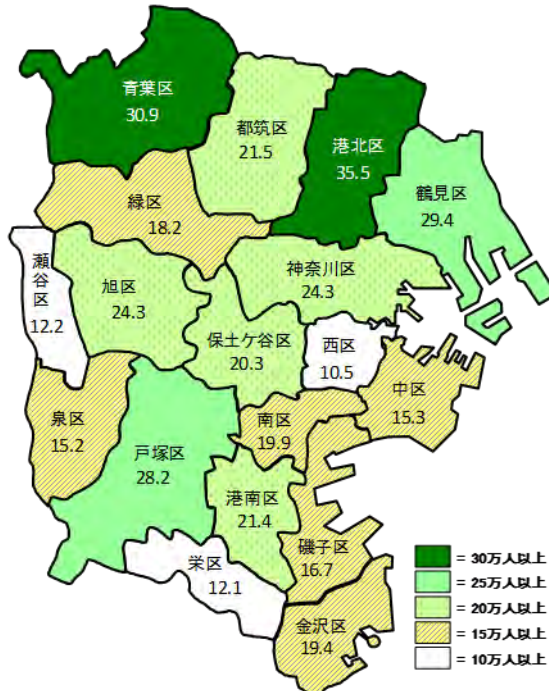 青葉区
30.9
都筑区
21.5
港北区
35.5
鶴見区
29.4
緑区
18.2
瀬谷区
12.2
旭区
24.3
神奈川区
24.3
保土ケ谷区
20.3
西区
10.5
中区
15.3
泉区
15.2
戸塚区
28.2
南区
19.9
港南区
21.4
磯子区
16.7
栄区
12.1
金沢区
19.4
= 30万人以上
= 25万人以上
= 20万人以上
= 15万人以上
= 10万人以上